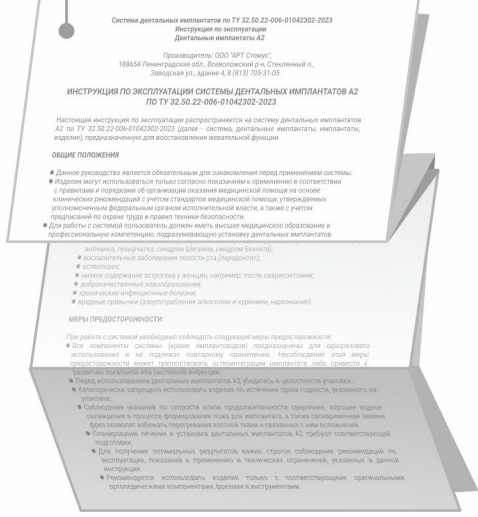 Система дентальных имплантатов по ТУ 32.50.22-006-01042302-2023
Инструкция по эксплуатации
Дентальные имплантаты А2
Производитель: ООО "АРТ Стомус",
188654 Ленинградская обл., Всеволожский р-н, Стеклянный п.,
Заводская ул., здание 4, 8 (813) 705-31-05
ИНСТРУКЦИЯ ПО ЭКСПЛУАТАЦИИ СИСТЕМЫ ДЕНТАЛЬНЫХ ИМПЛАНТАТОВ А2
ПО ТУ 32.50.22-006-01042302-2023
Настоящая инструкция по эксплуатации распространяется на систему дентальных имплантатов
А2 по ТУ 32.50.22-006-01042302-2023 (далее - система, дентальные имплантаты, имплантаты,
изделие), предназначенную для восстановления жевательной функции.
ОБЩИЕ ПОЛОЖЕНИЯ
● Данное руководство является обязательным для ознакомления перед применением системы.
● Изделия могут использоваться только согласно показаниям к применению в соответствии
с правилами и порядками об организации оказания медицинской помощи на основе
клинических рекомендаций с учетом стандартов медицинской помощи, утверждаемых
уполномоченным федеральным органом исполнительной власти, а также с учетом
предписаний по охране труда и правил техники безопасности.
● Для работы с системой пользователь должен иметь высшее медицинское образование и
профессиональную компетенцию, подразумевающую установку дентальных имплантатов
волчанка, пузырчатка, синдром Шегрена, синдром Бехчета);
● воспалительные заболевания полости рта (пародонтит);
● остеопороз;
● низкое содержание эстрогена у женщин, например, после овариоэктомии;
● доброкачественные новообразования;
● хронические инфекционные болезни;
● вредные привычки (злоупотребление алкоголем и курением, наркомания).
МЕРЫ ПРЕДОСТОРОЖНОСТИ
При работе с системой необходимо соблюдать следующие меры предосторожности:
● Все компоненты системы (кроме имплантоводов) предназначены для одноразового
использования и не подлежат повторному применению. Несоблюдение этой меры
предосторожности может препятствовать остеоинтеграции имплантата либо привести к
развитию локальной или системной инфекции.
● Перед использованием дентальных имплантатов А2 убедитесь в целостности упаковки.
● Категорически запрещено использовать изделия по истечении срока годности, указанного на
упаковке.
● Соблюдение указаний по скорости и/или продолжительности сверления, хорошее водное
охлаждение в процессе формирования ложа для имплантата, а также своевременная замена
фрез позволят избежать перегревания костной ткани и связанных с ним осложнений.
● Планирование лечения и установка дентальных имплантатов А2 требуют соответствующей
подготовки.
● Для получения оптимальных результатов важно строгое соблюдение рекомендаций по
эксплуатации, показаний к применению и технических ограничений, указанных в данной
инструкции.
● Рекомендуется использовать изделия только с соответствующими оригинальными
ортопедическими компонентами, фрезами и инструментами.